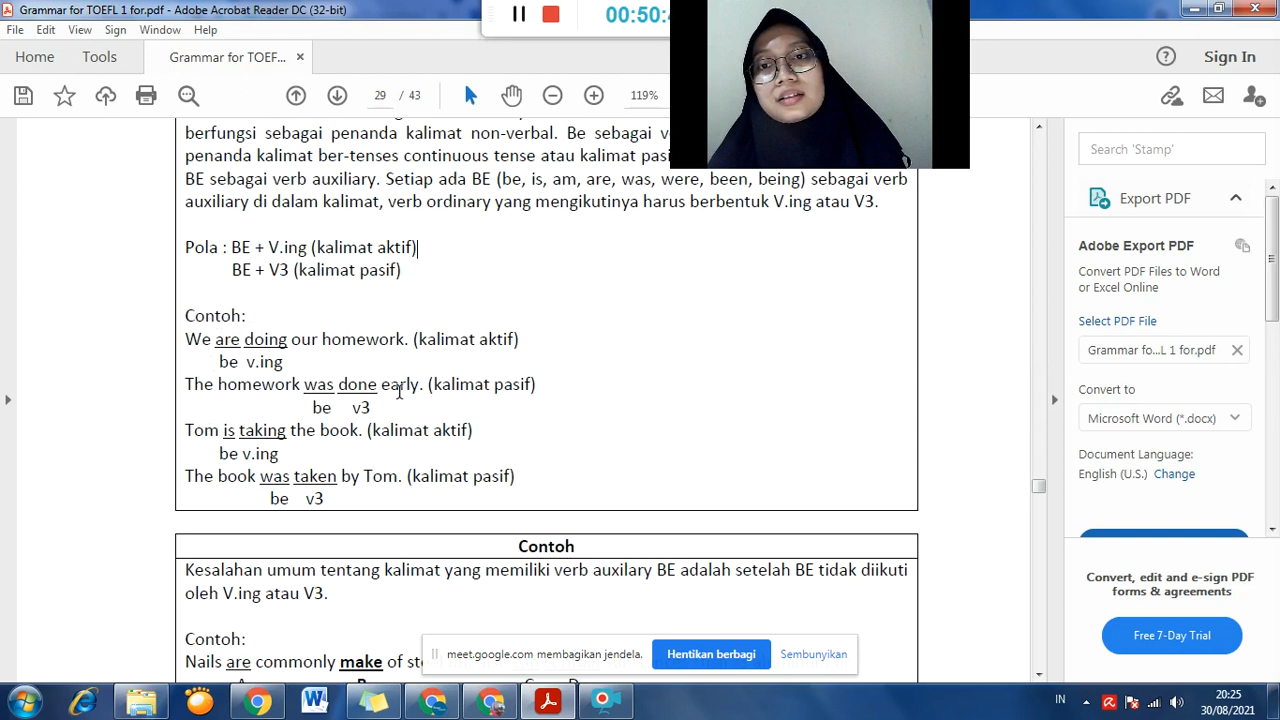 Grammar for TOEFL 1 for.pdf - Adobe Acrobat Reader DC (32-bit)
File Edit View Sign Window Help
00:50:4
Home Tools Grammar for TOEF... ×
Sign In
29 / 43
119%
berfungsi sebagai penanda kalimat non-verbal. Be sebagai
penanda kalimat ber-tenses continuous tense atau kalimat
BE sebagai verb auxiliary. Setiap ada BE (be, is, am, are, was, were, been, being) sebagai verb
auxiliary di dalam kalimat, verb ordinary yang mengikutinya harus berbentuk V.ing atau V3.
Pola : BE + V.ing (kalimat aktif)
BE + V3 (kalimat pasif)
Contoh:
We are doing our homework. (kalimat aktif)
be v.ing
The homework was done early. (kalimat pasif)
be v3
Tom is taking the book. (kalimat aktif)
be v.ing
The book was taken by Tom. (kalimat pasif)
be v3
Contoh
Kesalahan umum tentang kalimat yang memiliki verb auxilary BE adalah setelah BE tidak diikuti
oleh V.ing atau V3.
Contoh:
Nails are commonly make of
meet.google.com membagikan jendela. Hentikan berbagi Sembunyikan
Search 'Stamp'
Export PDF
Adobe Export PDF
Convert PDF Files to Word
or Excel Online
Select PDF File
Grammar fo...L 1 for.pdf
Convert to
Microsoft Word (*.docx)
Document Language:
English (U.S.) Change
Convert, edit and e-sign PDF
forms & agreements
Free 7-Day Trial
IN
20:25
30/08/2021